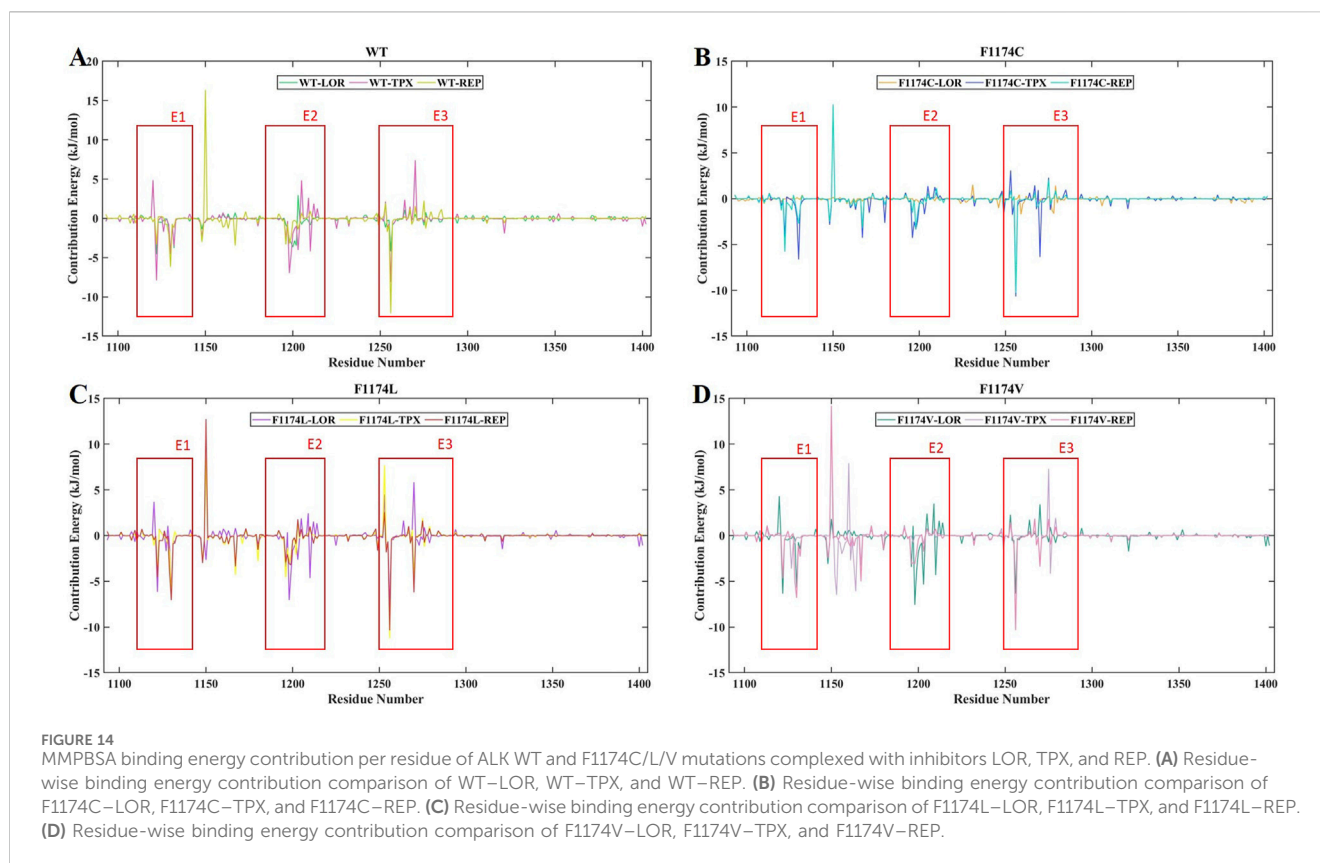 A
WT
20
15
10
5
0
-5
-10
-15
Contribution Energy (kJ/mol)
WT-LOR WT-TPX WT-REP
E1
E2
E3
1100 1150 1200 1250 1300 1350 1400
Residue Number
B
F1174C
15
10
5
0
-5
-10
-15
Contribution Energy (kJ/mol)
F1174C-LOR F1174C-TPX F1174C-REP
E1
E2
E3
1100 1150 1200 1250 1300 1350 1400
Residue Number
C
F1174L
15
10
5
0
-5
-10
-15
Contribution Energy (kJ/mol)
F1174L-LOR F1174L-TPX F1174L-REP
E1
E2
E3
1100 1150 1200 1250 1300 1350 1400
Residue Number
D
F1174V
15
10
5
0
-5
-10
-15
Contribution Energy (kJ/mol)
F1174V-LOR F1174V-TPX F1174V-REP
E1
E2
E3
1100 1150 1200 1250 1300 1350 1400
Residue Number
FIGURE 14
MMPBSA binding energy contribution per residue of ALK WT and F1174C/L/V mutations complexed with inhibitors LOR, TPX, and REP. (A) Residue-
wise binding energy contribution comparison of WT–LOR, WT–TPX, and WT–REP. (B) Residue-wise binding energy contribution comparison of
F1174C–LOR, F1174C–TPX, and F1174C–REP. (C) Residue-wise binding energy contribution comparison of F1174L–LOR, F1174L–TPX, and F1174L–REP.
(D) Residue-wise binding energy contribution comparison of F1174V–LOR, F1174V–TPX, and F1174V–REP.